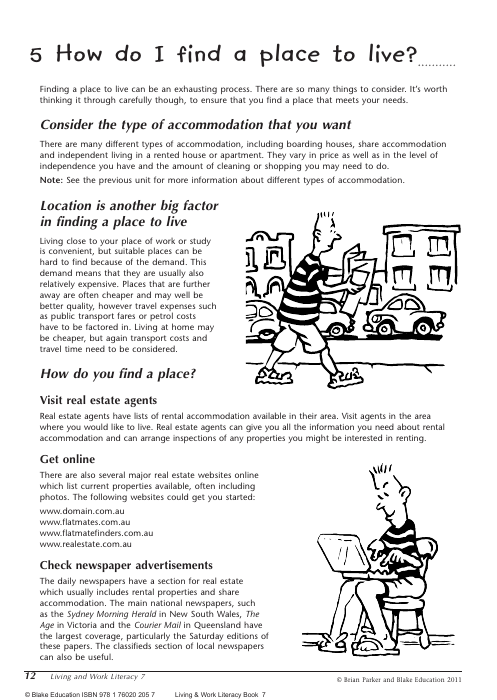 5 How do I find a place to live?...........
Finding a place to live can be an exhausting process. There are so many things to consider. It's worth
thinking it through carefully though, to ensure that you find a place that meets your needs.
Consider the type of accommodation that you want
There are many different types of accommodation, including boarding houses, share accommodation
and independent living in a rented house or apartment. They vary in price as well as in the level of
independence you have and the amount of cleaning or shopping you may need to do.
Note: See the previous unit for more information about different types of accommodation.
Location is another big factor
in finding a place to live
Living close to your place of work or study
is convenient, but suitable places can be
hard to find because of the demand. This
demand means that they are usually also
relatively expensive. Places that are further
away are often cheaper and may well be
better quality, however travel expenses such
as public transport fares or petrol costs
have to be factored in. Living at home may
be cheaper, but again transport costs and
travel time need to be considered.
How do you find a place?
Visit real estate agents
Real estate agents have lists of rental accommodation available in their area. Visit agents in the area
where you would like to live. Real estate agents can give you all the information you need about rental
accommodation and can arrange inspections of any properties you might be interested in renting.
Get online
There are also several major real estate websites online
which list current properties available, often including
photos. The following websites could get you started:
www.domain.com.au
www.flatmates.com.au
www.flatmatefinders.com.au
www.realestate.com.au
Check newspaper advertisements
The daily newspapers have a section for real estate
which usually includes rental properties and share
accommodation. The main national newspapers, such
as the Sydney Morning Herald in New South Wales, The
Age in Victoria and the Courier Mail in Queensland have
the largest coverage, particularly the Saturday editions of
these papers. The classifieds section of local newspapers
can also be useful.
12 Living and Work Literacy 7
© Brian Parker and Blake Education 2011
© Blake Education ISBN 978 1 76020 205 7 Living & Work Literacy Book 7